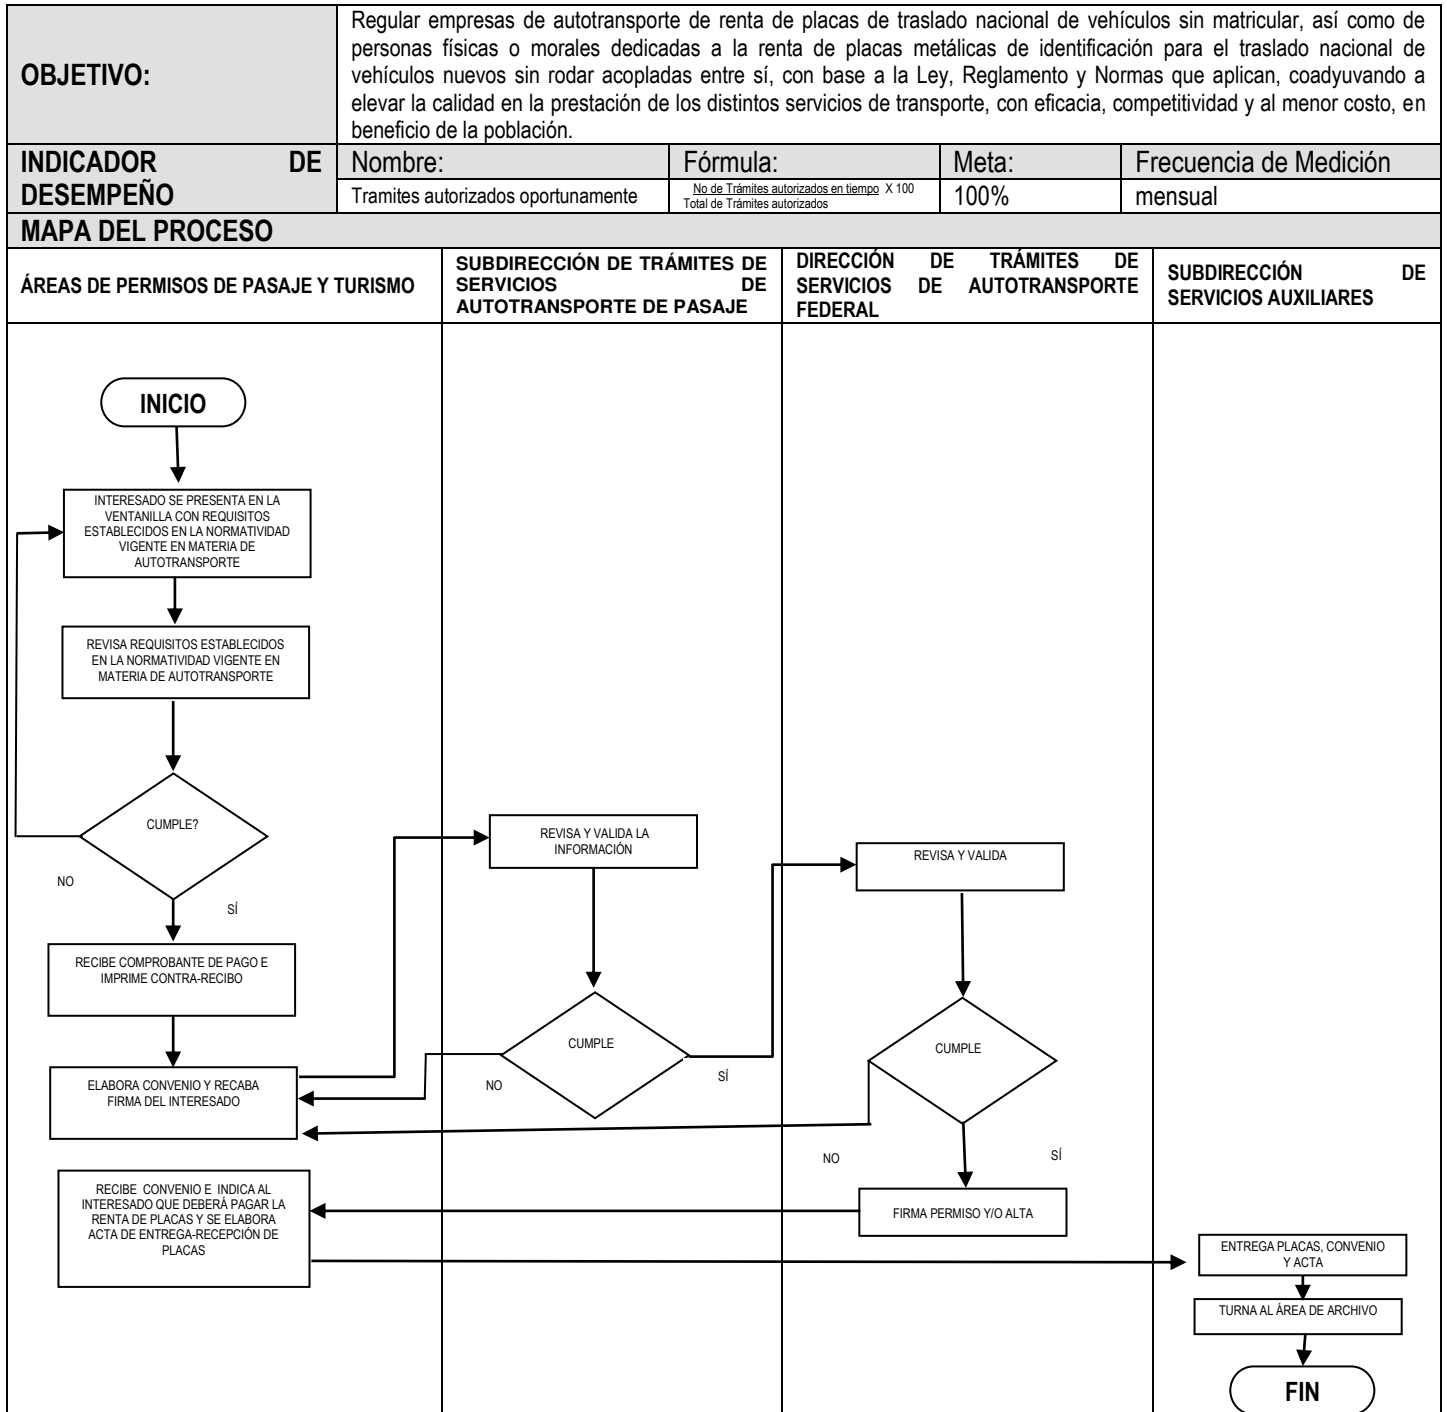 OBJETIVO:
Regular empresas de autotransporte de renta de placas de traslado nacional de vehículos sin matricular, así como de
personas físicas o morales dedicadas a la renta de placas metálicas de identificación para el traslado nacional de
vehículos nuevos sin rodar acopladas entre sí, con base a la Ley, Reglamento y Normas que aplican, coadyuvando a
elevar la calidad en la prestación de los distintos servicios de transporte, con eficacia, competitividad y al menor costo, en
beneficio de la población.
INDICADOR DE
DESEMPEÑO
Nombre:
Fórmula:
Meta:
Frecuencia de Medición
Tramites autorizados oportunamente
No de Trámites autorizados en tiempo X 100
Total de Trámites autorizados
100%
mensual
MAPA DEL PROCESO
ÁREAS DE PERMISOS DE PASAJE Y TURISMO
SUBDIRECCIÓN DE TRÁMITES DE
SERVICIOS DE
AUTOTRANSPORTE DE PASAJE
DIRECCIÓN DE TRÁMITES DE
SERVICIOS DE AUTOTRANSPORTE
FEDERAL
SUBDIRECCIÓN DE
SERVICIOS AUXILIARES
INICIO
INTERESADO SE PRESENTA EN LA
VENTANILLA CON REQUISITOS
ESTABLECIDOS EN LA NORMATIVIDAD
VIGENTE EN MATERIA DE
AUTOTRANSPORTE
REVISA REQUISITOS ESTABLECIDOS
EN LA NORMATIVIDAD VIGENTE EN
MATERIA DE AUTOTRANSPORTE
CUMPLE?
NO
SÍ
RECIBE COMPROBANTE DE PAGO E
IMPRIME CONTRA-RECIBO
ELABORA CONVENIO Y RECABA
FIRMA DEL INTERESADO
REVISA Y VALIDA LA
INFORMACIÓN
CUMPLE
NO
SÍ
REVISA Y VALIDA
CUMPLE
NO
SÍ
FIRMA PERMISO Y/O ALTA
RECIBE CONVENIO E INDICA AL
INTERESADO QUE DEBERÁ PAGAR LA
RENTA DE PLACAS Y SE ELABORA
ACTA DE ENTREGA-RECEPCIÓN DE
PLACAS
ENTREGA PLACAS, CONVENIO
Y ACTA
TURNA AL ÁREA DE ARCHIVO
FIN